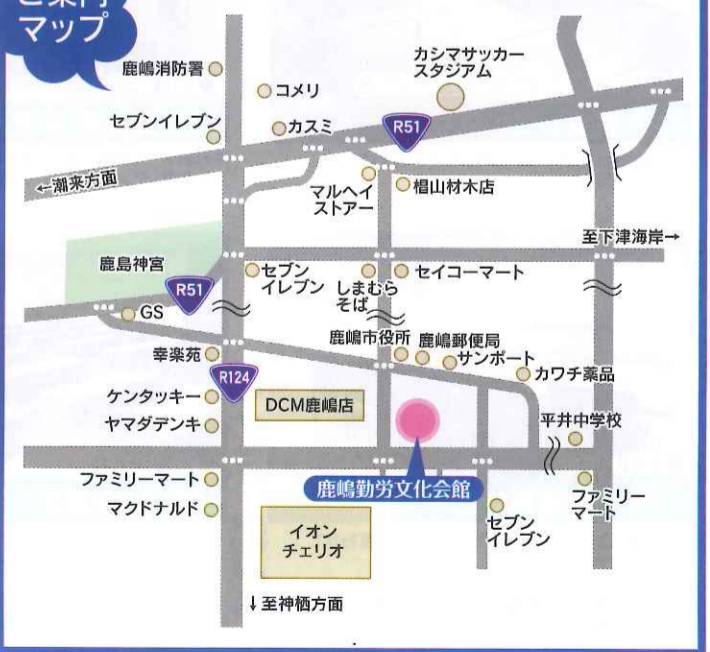 ご案内
マップ
鹿嶋消防署
コメリ
カシマサッカー
スタジアム
セブンイレブン
カスミ
R51
←潮来方面
マルヘイ
ストアー
椙山材木店
至下津海岸→
鹿島神宮
セブン
イレブン
しまむら
そば
セイコーマート
R51
GS
鹿嶋市役所
鹿嶋郵便局
サンポート
幸楽苑
カワチ薬品
R124
ケンタッキー
DCM鹿嶋店
ヤマダデンキ
平井中学校
ファミリーマート
鹿嶋勤労文化会館
マクドナルド
ファミリー
マート
セブン
イレブン
イオン
チェリオ
↓至神栖方面